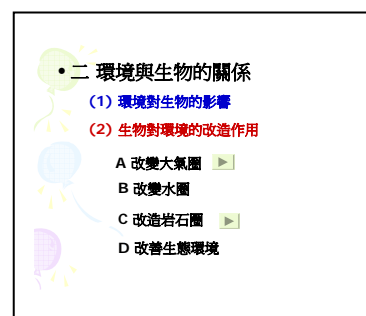 • 二 環境與生物的關係
(1) 環境對生物的影響
(2) 生物對環境的改造作用
A 改變大氣圈
B 改變水圈
C 改造岩石圈
D 改善生態環境